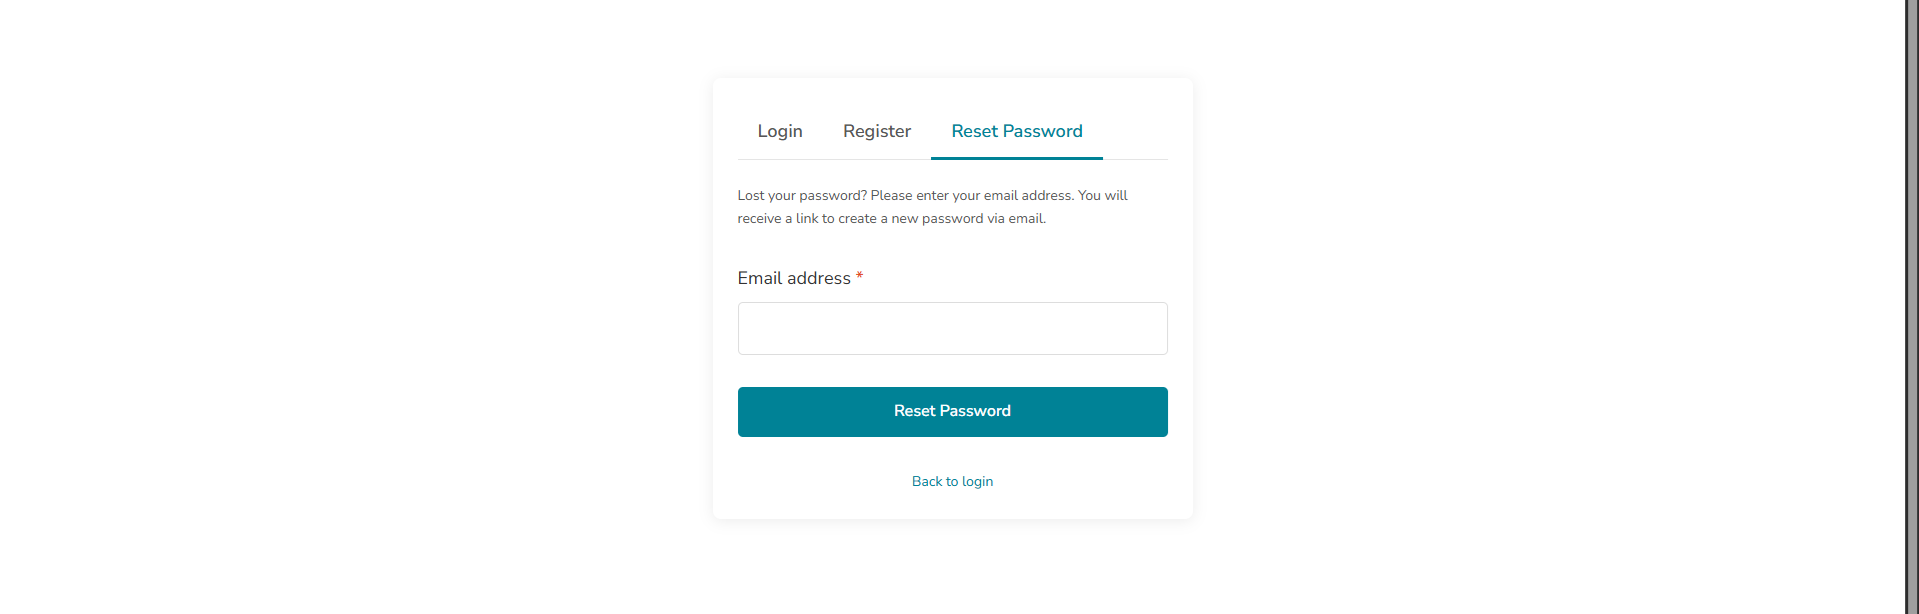 Login Register Reset Password
Lost your password? Please enter your email address. You will
receive a link to create a new password via email.
Email address *
Reset Password
Back to login